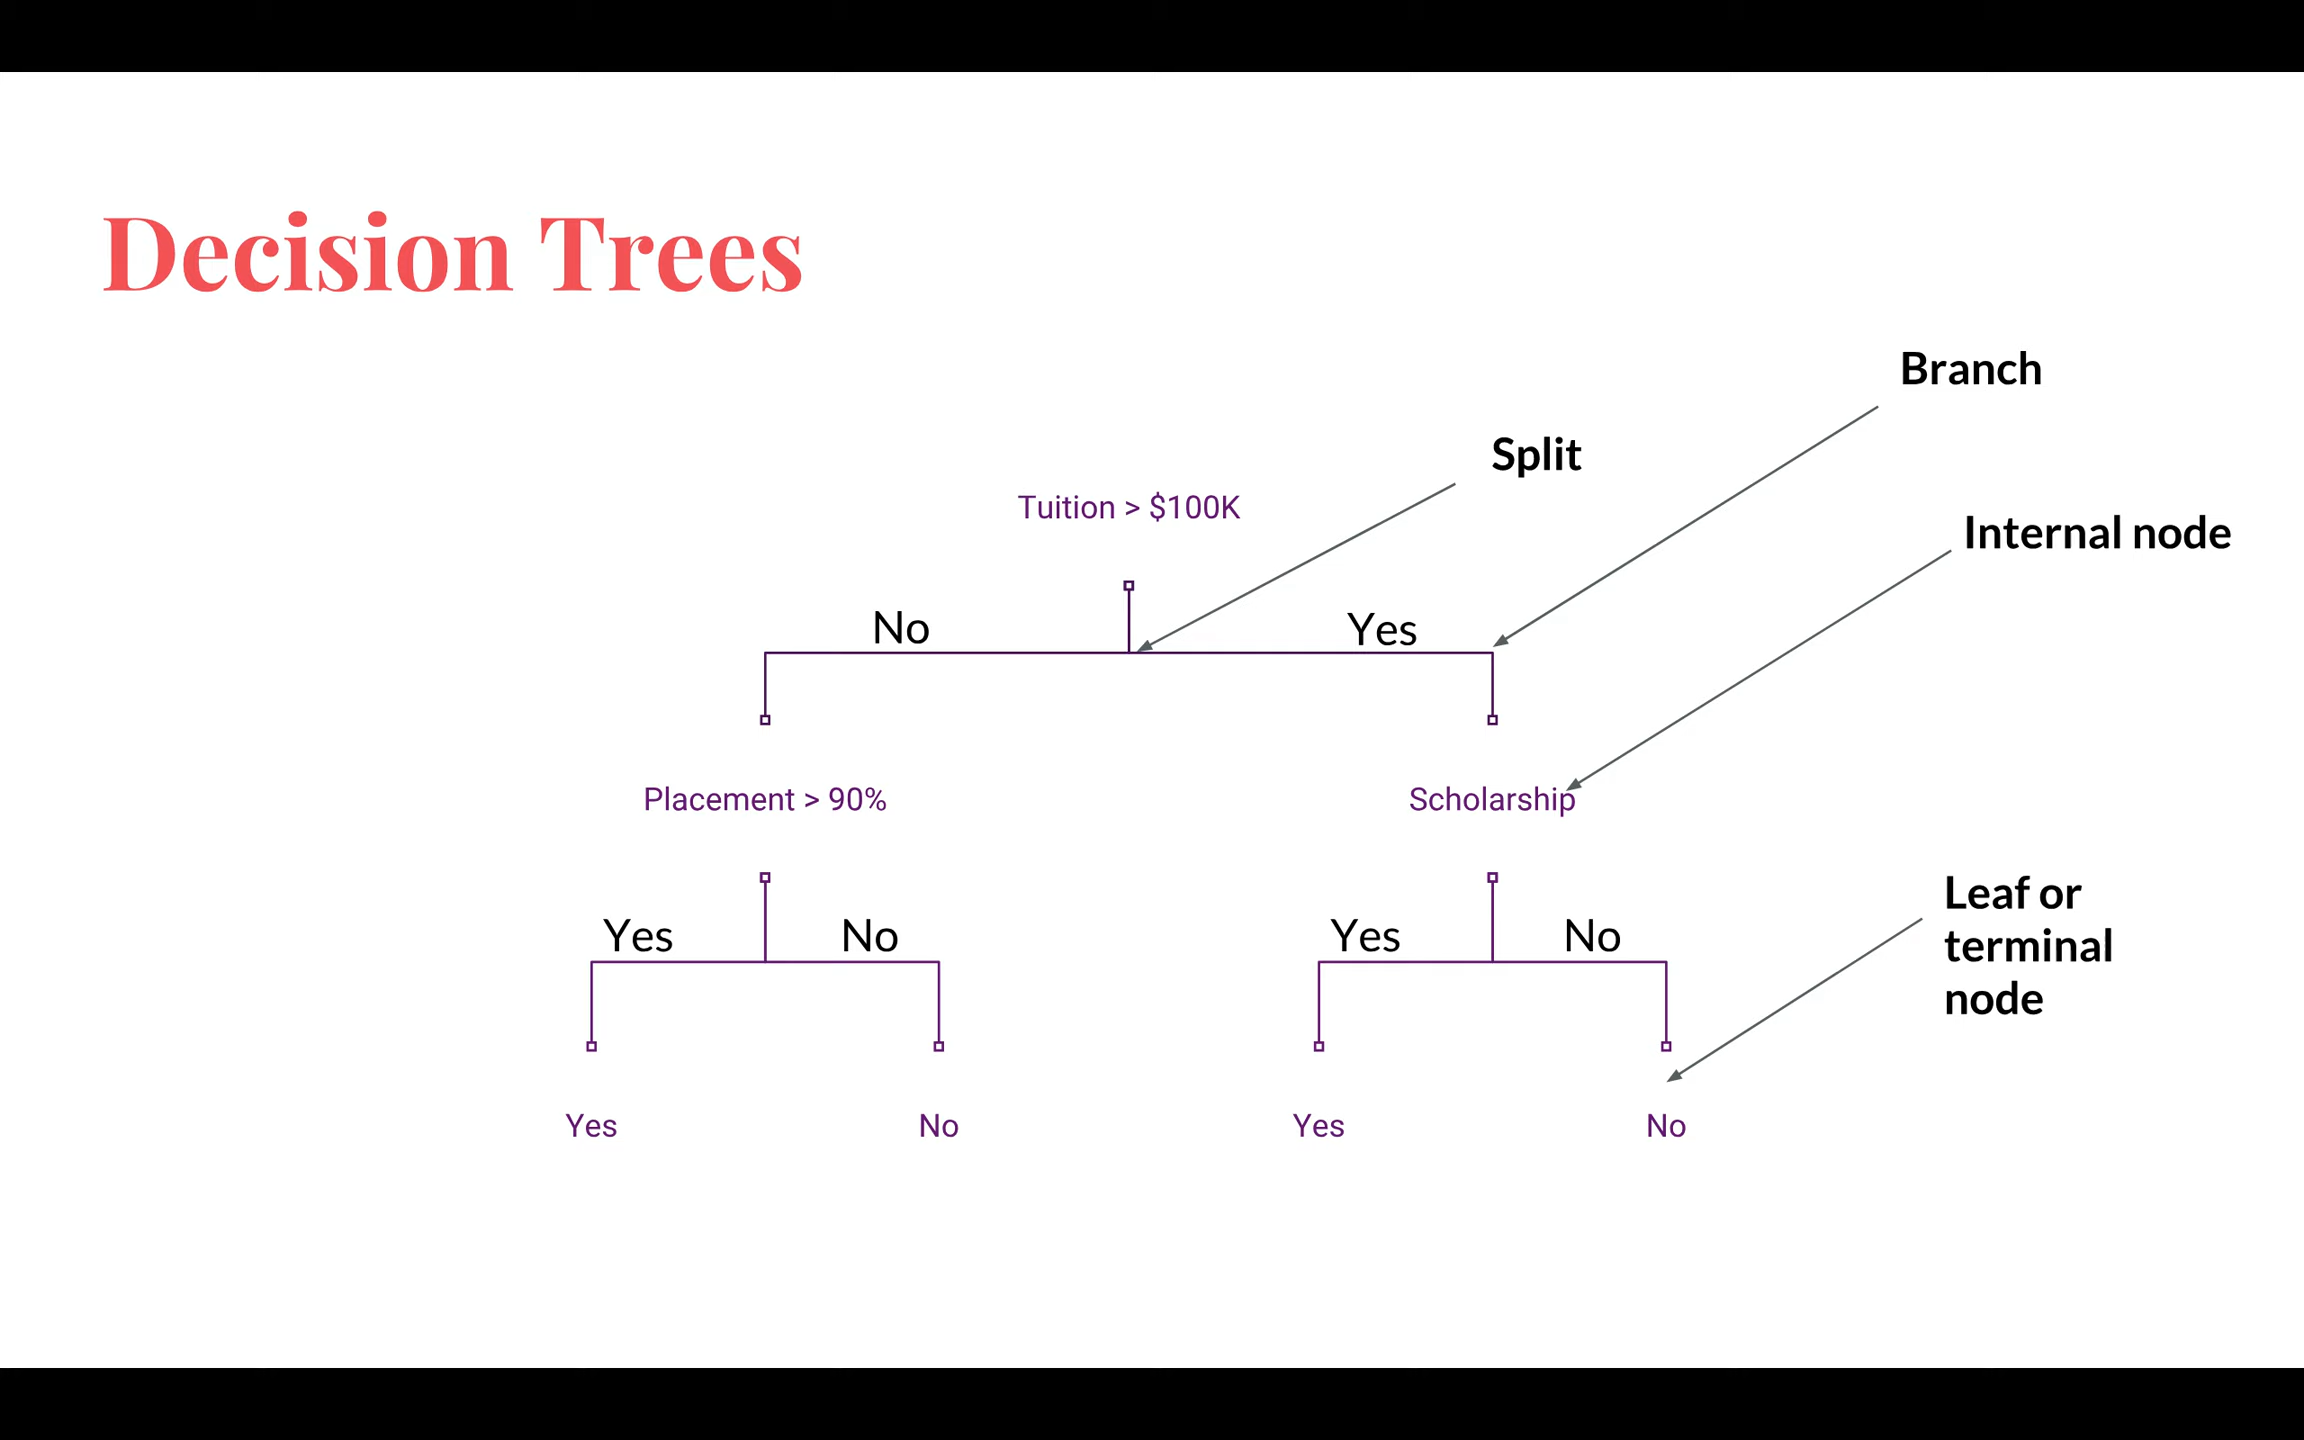 Decision Trees
Branch
Split
Tuition > $100K
Internal node
No
Yes
Placement > 90%
Scholarship
Leaf or
terminal
node
Yes
No
Yes
No
Yes
No
Yes
No